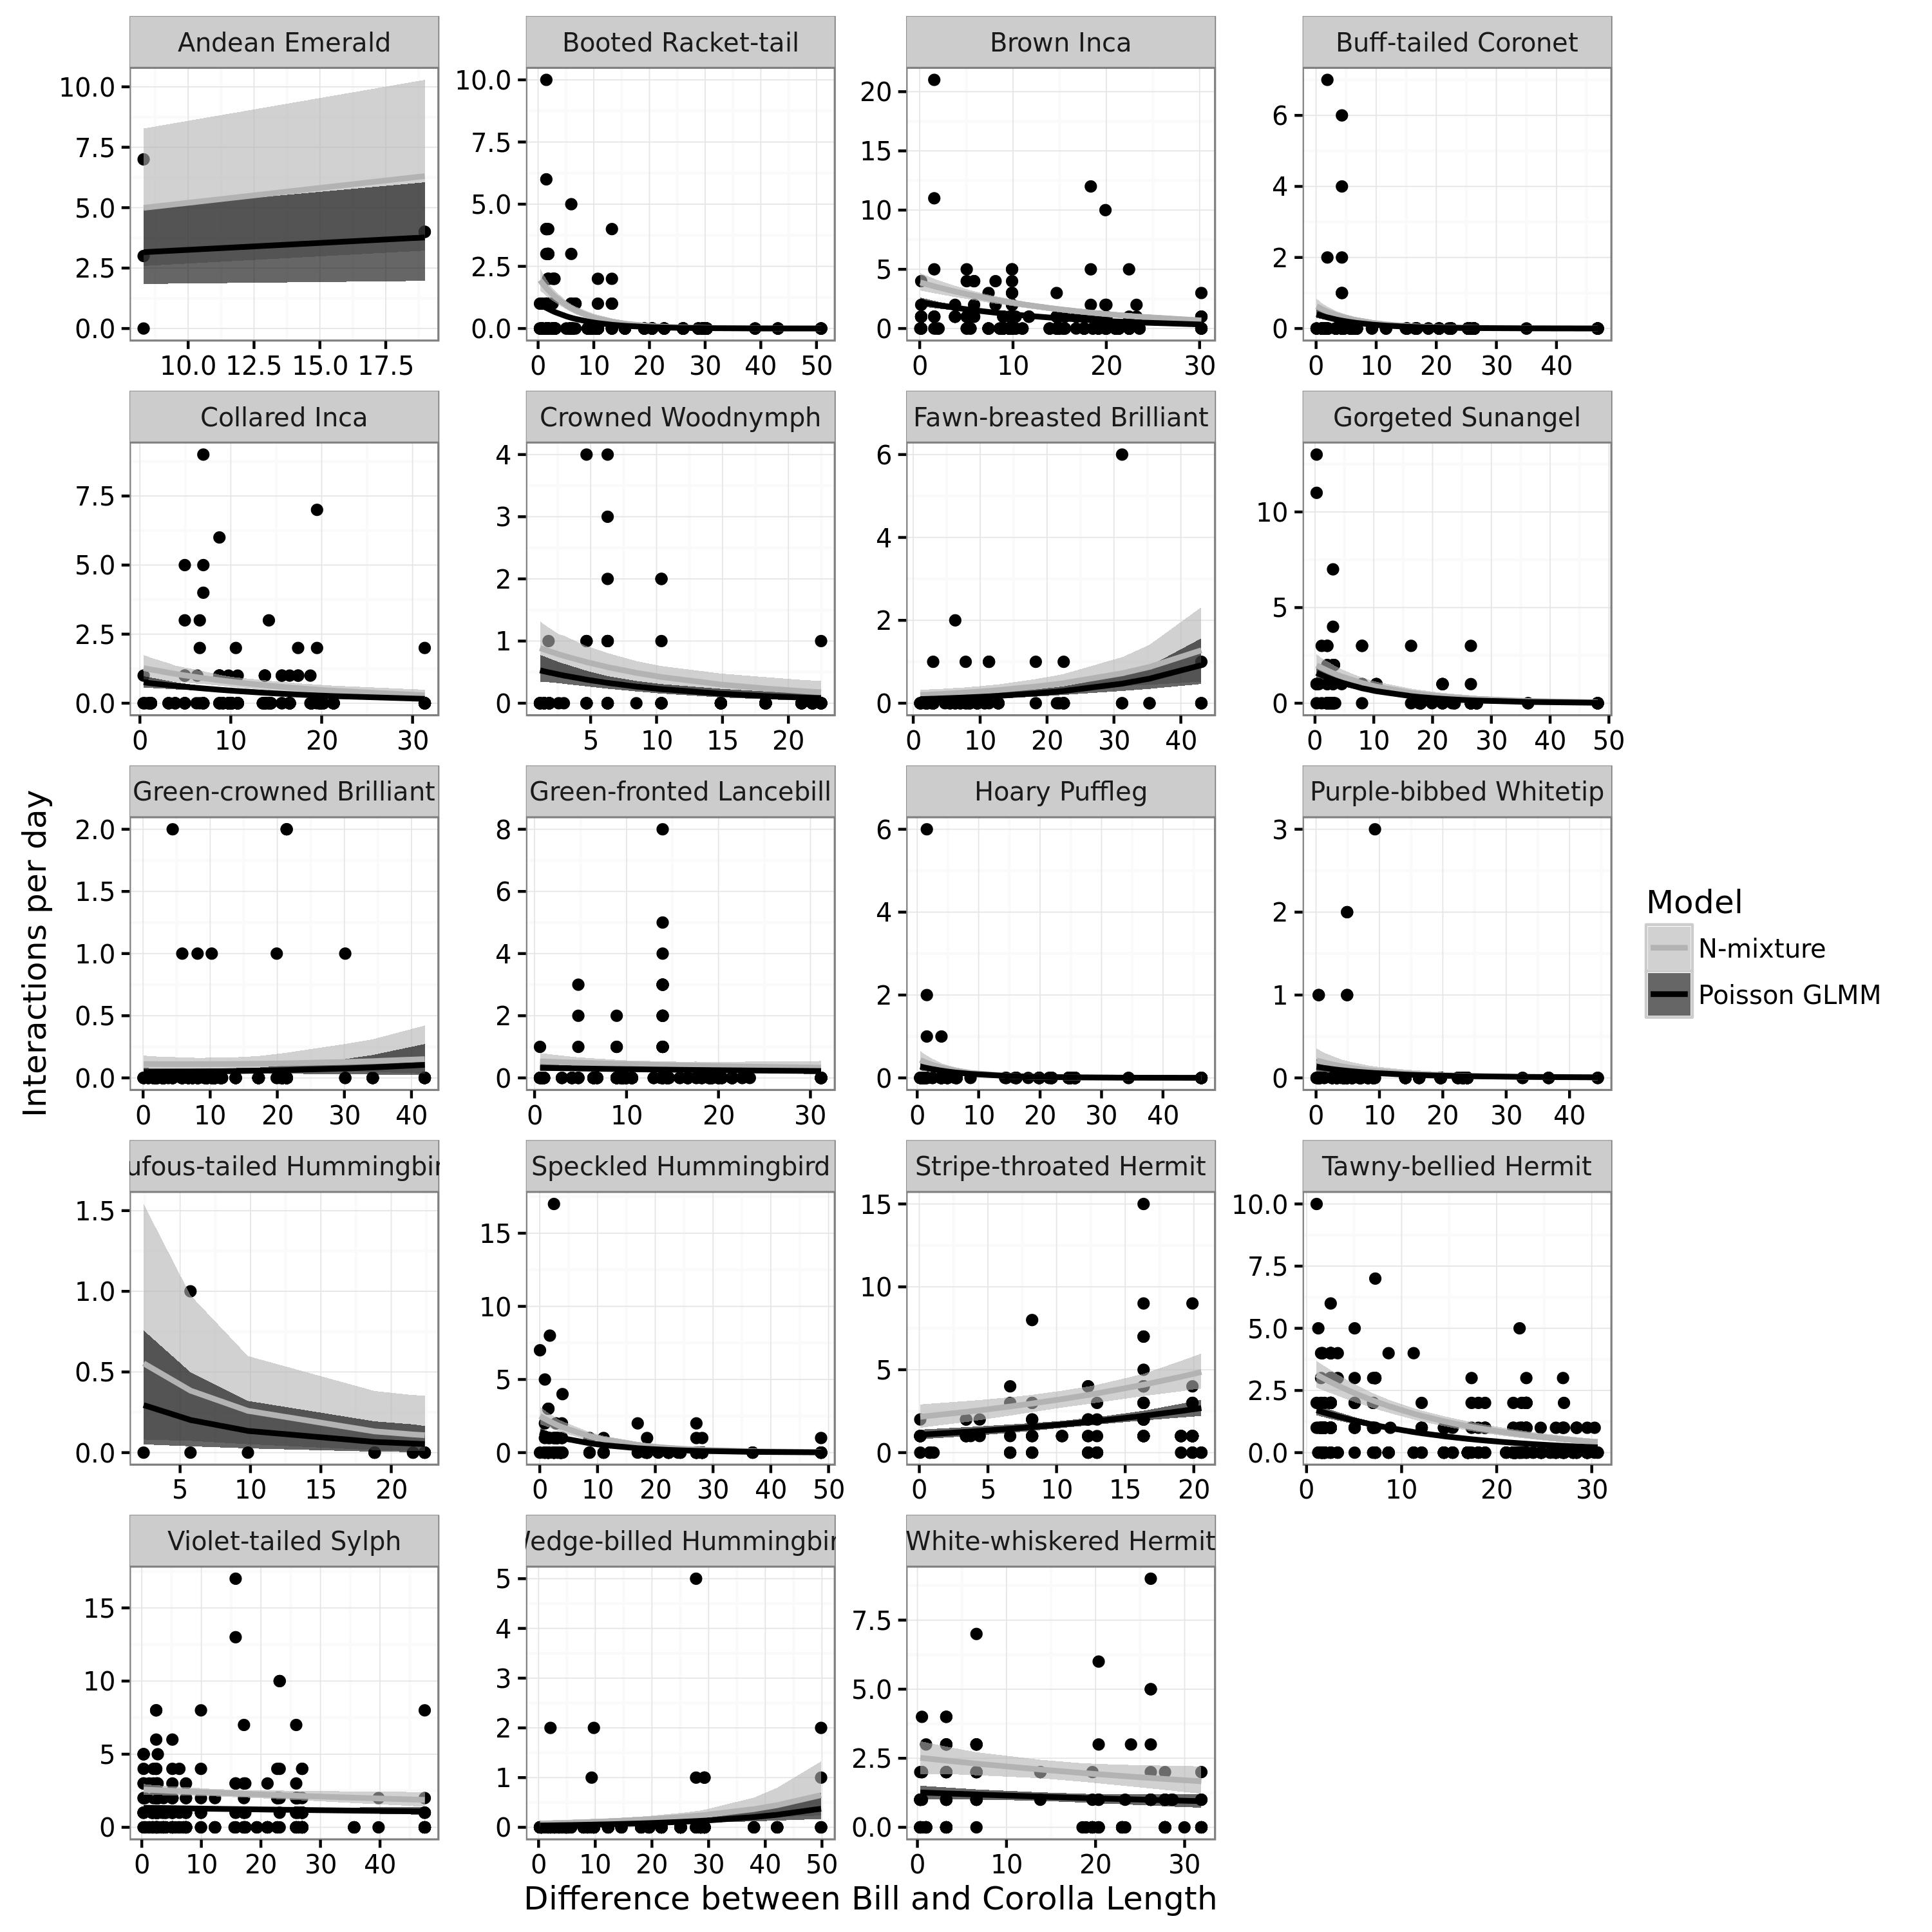 Andean Emerald
Booted Racket-tail
Brown Inca
Buff-tailed Coronet
10.0
7.5
5.0
2.5
0.0
10.0 12.5 15.0 17.5
10.0
7.5
5.0
2.5
0.0
0 10 20 30 40 50
20
15
10
5
0
0 10 20 30
6
4
2
0
0 10 20 30 40
Collared Inca
Crowned Woodnymph
Fawn-breasted Brilliant
Gorgeted Sunangel
7.5
5.0
2.5
0.0
0 10 20 30
4
3
2
1
0
5 10 15 20
6
4
2
0
0 10 20 30 40
10
5
0
0 10 20 30 40 50
Green-crowned Brilliant
Green-fronted Lancebill
Hoary Puffleg
Purple-bibbed Whitetip
2.0
1.5
1.0
0.5
0.0
0 10 20 30 40
8
6
4
2
0
0 10 20 30
6
4
2
0
0 10 20 30 40
3
2
1
0
0 10 20 30 40
ufous-tailed Hummingbir
Speckled Hummingbird
Stripe-throated Hermit
Tawny-bellied Hermit
1.5
1.0
0.5
0.0
5 10 15 20
15
10
5
0
0 10 20 30 40 50
15
10
5
0
0 5 10 15 20
10.0
7.5
5.0
2.5
0.0
0 10 20 30
Violet-tailed Sylph
edge-billed Hummingbir
White-whiskered Hermit
15
10
5
0
0 10 20 30 40
5
4
3
2
1
0
0 10 20 30 40 50
7.5
5.0
2.5
0.0
0 10 20 30
Interactions per day
Difference between Bill and Corolla Length
Model
N-mixture
Poisson GLMM